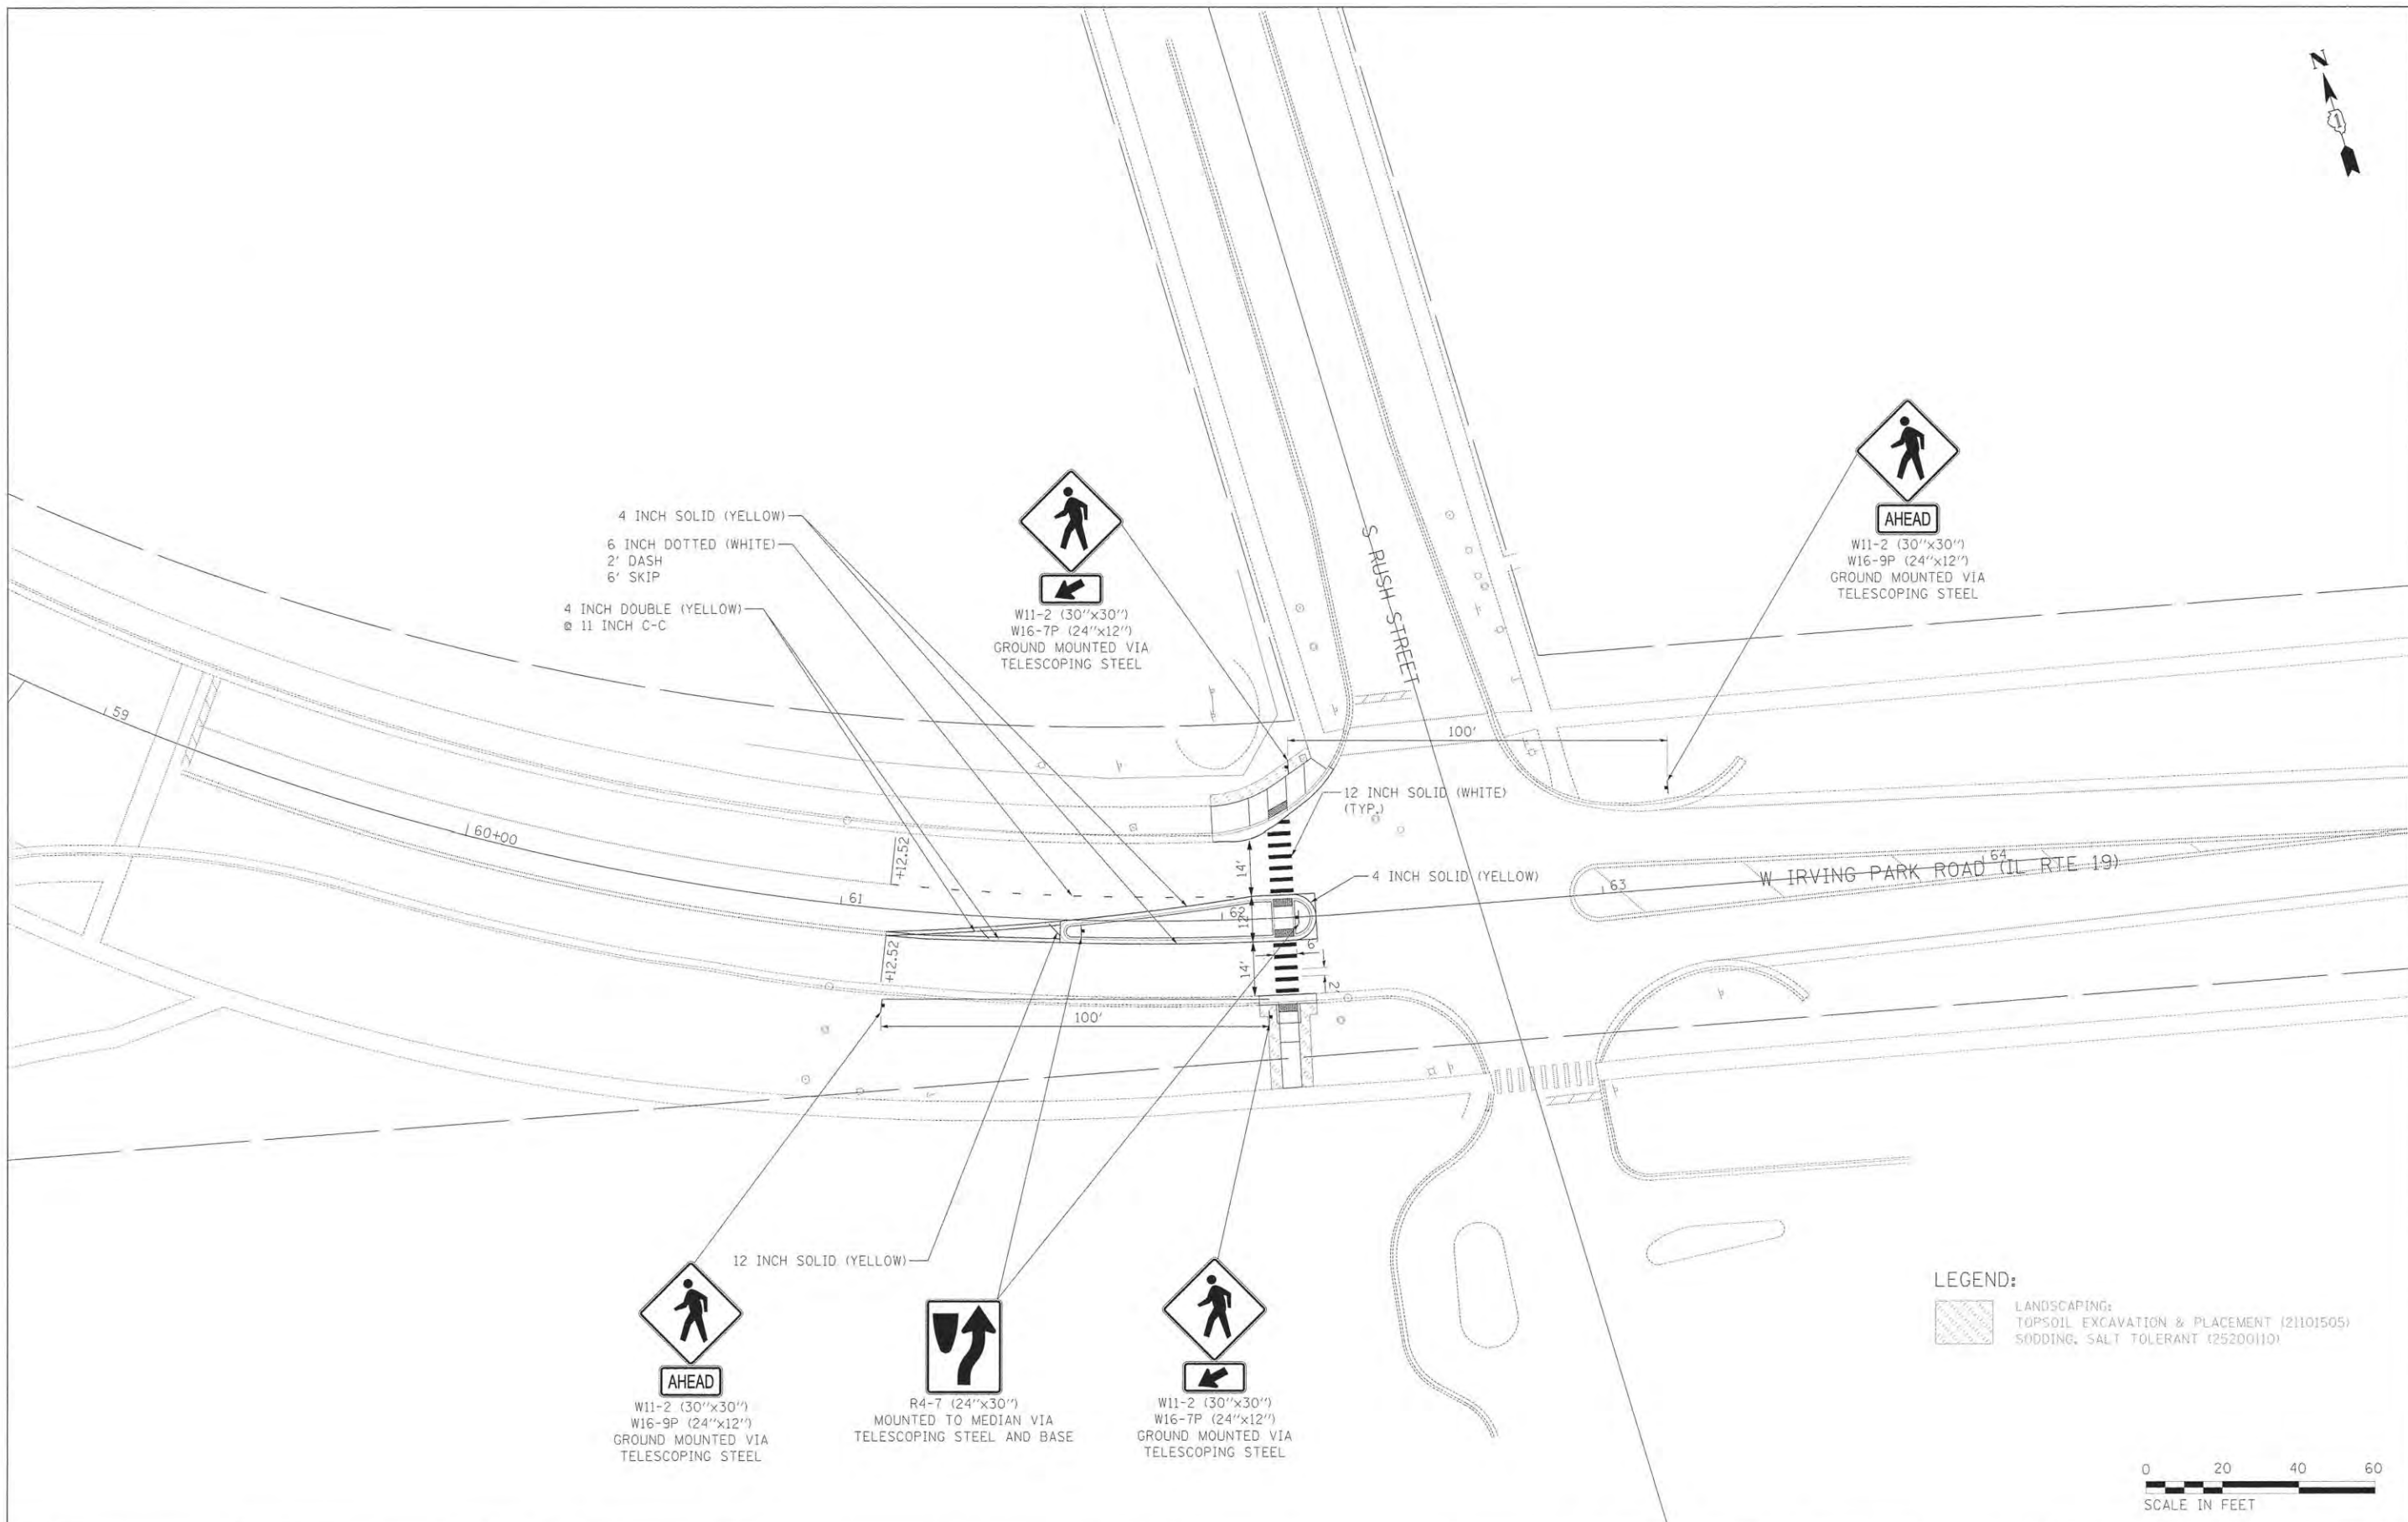 N
1
4 INCH SOLID (YELLOW)
6 INCH DOTTED (WHITE)
2' DASH
6' SKIP
4 INCH DOUBLE (YELLOW)
@ 11 INCH C-C
W11-2 (30''x30'')
W16-7P (24''x12'')
GROUND MOUNTED VIA
TELESCOPING STEEL
S RUSH STREET
AHEAD
W11-2 (30''x30'')
W16-9P (24''x12'')
GROUND MOUNTED VIA
TELESCOPING STEEL
59
60+00
+12.52
61
62
63
64
100'
12 INCH SOLID (WHITE)
(TYP.)
14'
12'
4 INCH SOLID (YELLOW)
W IRVING PARK ROAD (IL RTE 19)
+12.52
14'
6'
2'
100'
12 INCH SOLID (YELLOW)
AHEAD
W11-2 (30''x30'')
W16-9P (24''x12'')
GROUND MOUNTED VIA
TELESCOPING STEEL
R4-7 (24''x30'')
MOUNTED TO MEDIAN VIA
TELESCOPING STEEL AND BASE
W11-2 (30''x30'')
W16-7P (24''x12'')
GROUND MOUNTED VIA
TELESCOPING STEEL
LEGEND:
LANDSCAPING:
TOPSOIL EXCAVATION & PLACEMENT (21101505)
SODDING, SALT TOLERANT (25200110)
0 20 40 60
SCALE IN FEET